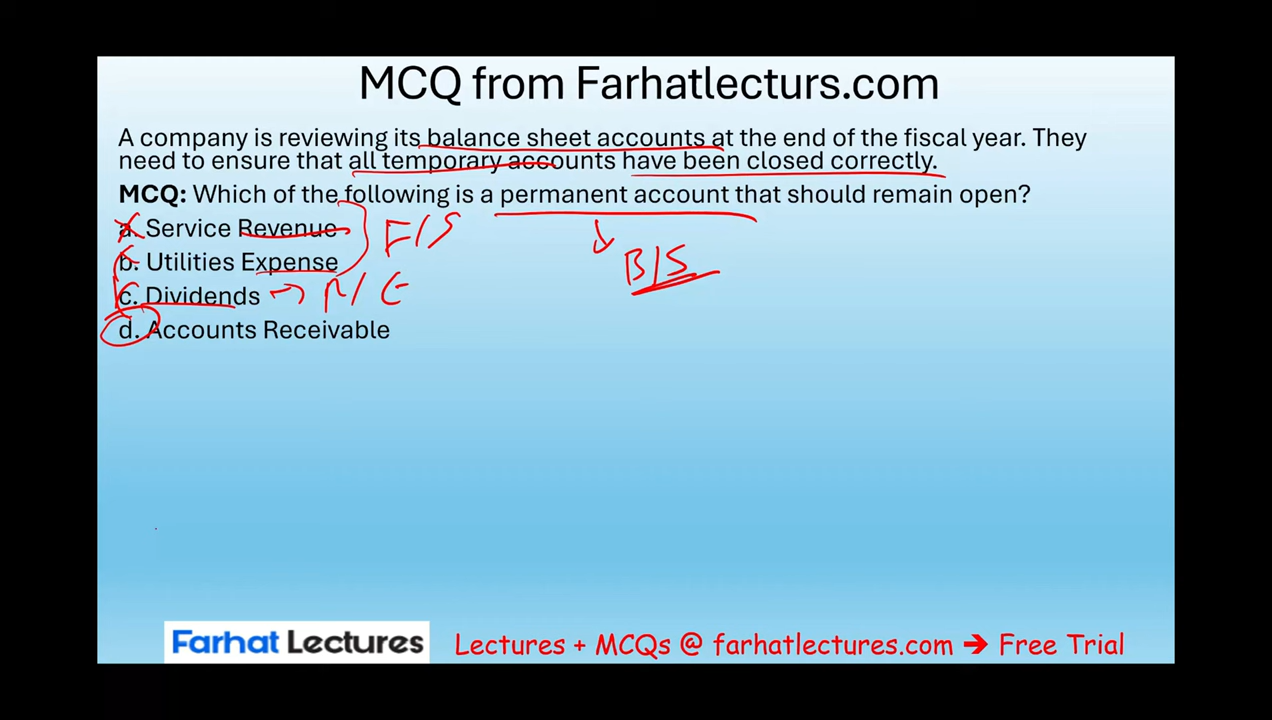 MCQ from Farhatlecturs.com
A company is reviewing its balance sheet accounts at the end of the fiscal year. They
need to ensure that all temporary accounts have been closed correctly.
MCQ: Which of the following is a permanent account that should remain open?
a. Service Revenue
b. Utilities Expense
c. Dividends
d. Accounts Receivable
B/S
Farhat Lectures
Lectures + MCQs @ farhatlectures.com → Free Trial